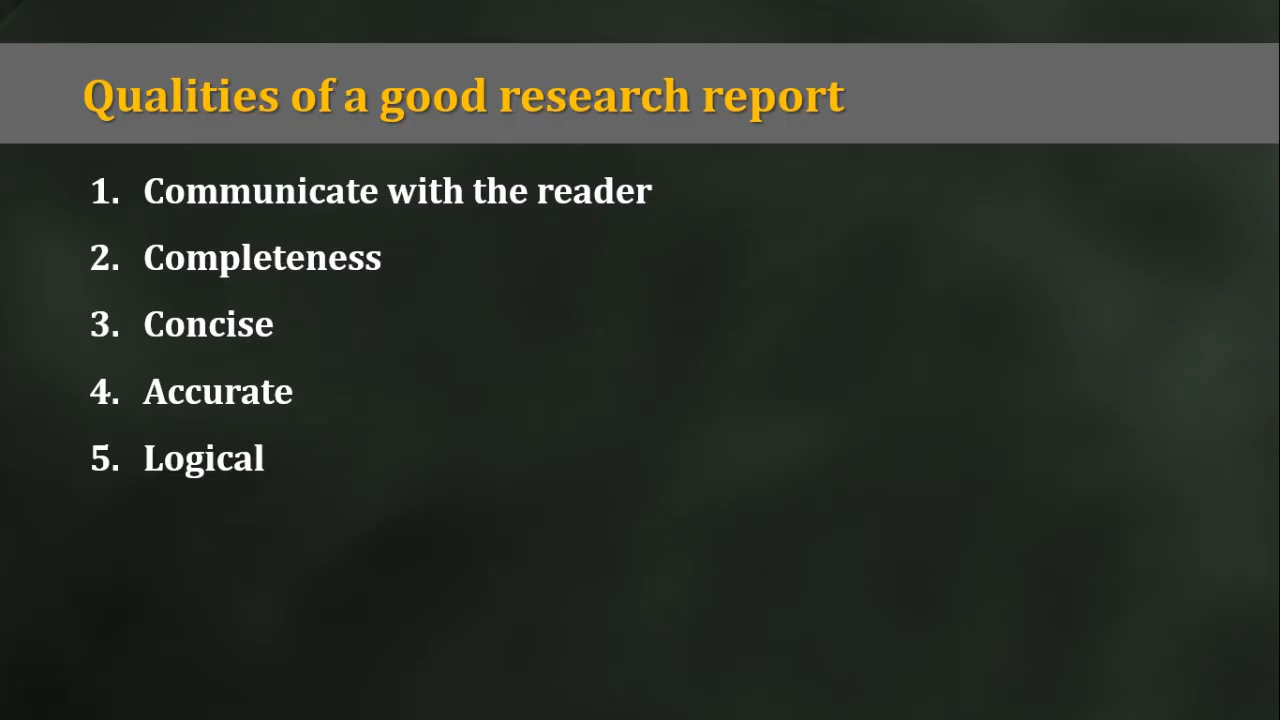 Qualities of a good research report
1. Communicate with the reader
2. Completeness
3. Concise
4. Accurate
5. Logical